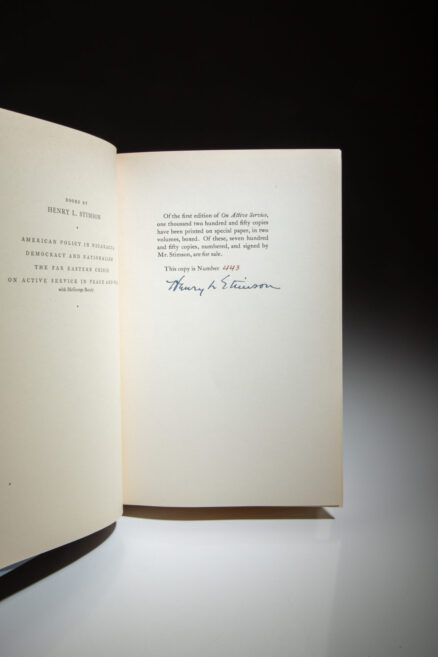 BOOKS BY
HENRY L. STIMSON
AMERICAN POLICY IN
DEMOCRACY AND NATIONALISM
THE FAR EASTERN CRISIS
ON ACTIVE SERVICE IN PEACE AND
with McGeorge Bundy
Of the first edition of On Active Service,
one thousand two hundred and fifty copies
have been printed on special paper, in two
volumes, boxed. Of these, seven hundred
and fifty copies, numbered, and signed by
Mr. Stimson, are for sale.
This copy is Number 443
Henry L Stimson